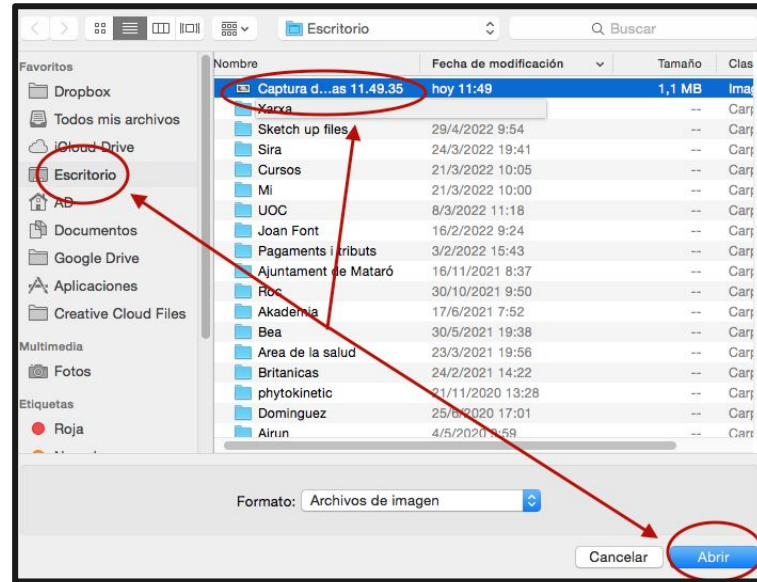 Escritorio
Buscar
Favoritos
Dropbox
Todos mis archivos
iCloud Drive
Escritorio
AD
Documentos
Google Drive
Aplicaciones
Creative Cloud Files
Multimedia
Fotos
Etiquetas
Roja
Nombre Fecha de modificación Tamaño Clas
Captura d...as 11.49.35 hoy 11:49 1,1 MB Imag
Xarxa -- Carp
Sketch up files 29/4/2022 9:54 -- Carp
Sira 24/3/2022 19:41 -- Carp
Cursos 21/3/2022 10:05 -- Carp
Mi 21/3/2022 10:00 -- Carp
UOC 8/3/2022 11:18 -- Carp
Joan Font 16/2/2022 9:24 -- Carp
Pagaments i tributs 3/2/2022 15:43 -- Carp
Ajuntament de Mataró 16/11/2021 8:37 -- Carp
Roc 30/10/2021 9:50 -- Carp
Akademia 17/6/2021 7:52 -- Carp
Bea 30/5/2021 19:38 -- Carp
Area de la salud 23/3/2021 19:56 -- Carp
Britanicas 24/2/2021 14:22 -- Carp
phytokinetic 21/11/2020 13:28 -- Carp
Dominguez 25/6/2020 17:01 -- Carp
Airun 4/5/2020 9:59 -- Carp
Formato: Archivos de imagen
Cancelar Abrir